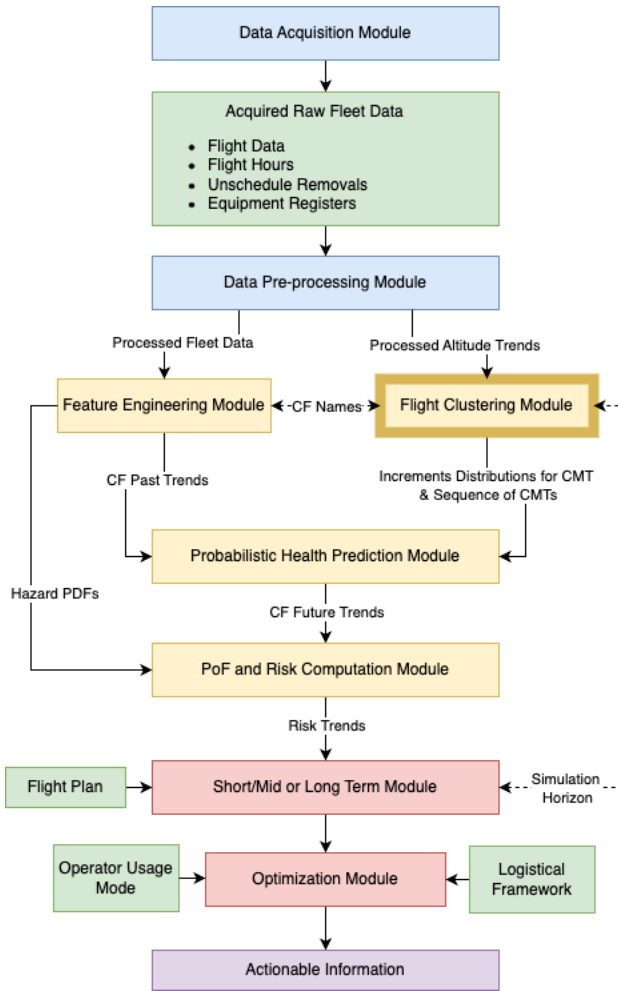 Data Acquisition Module
Acquired Raw Fleet Data
• Flight Data
• Flight Hours
• Unschedule Removals
• Equipment Registers
Data Pre-processing Module
Processed Fleet Data
Processed Altitude Trends
Feature Engineering Module
CF Names
Flight Clustering Module
CF Past Trends
Increments Distributions for CMT
& Sequence of CMTs
Probabilistic Health Prediction Module
Hazard PDFs
CF Future Trends
PoF and Risk Computation Module
Risk Trends
Flight Plan
Short/Mid or Long Term Module
Simulation
Horizon
Operator Usage
Mode
Optimization Module
Logistical
Framework
Actionable Information